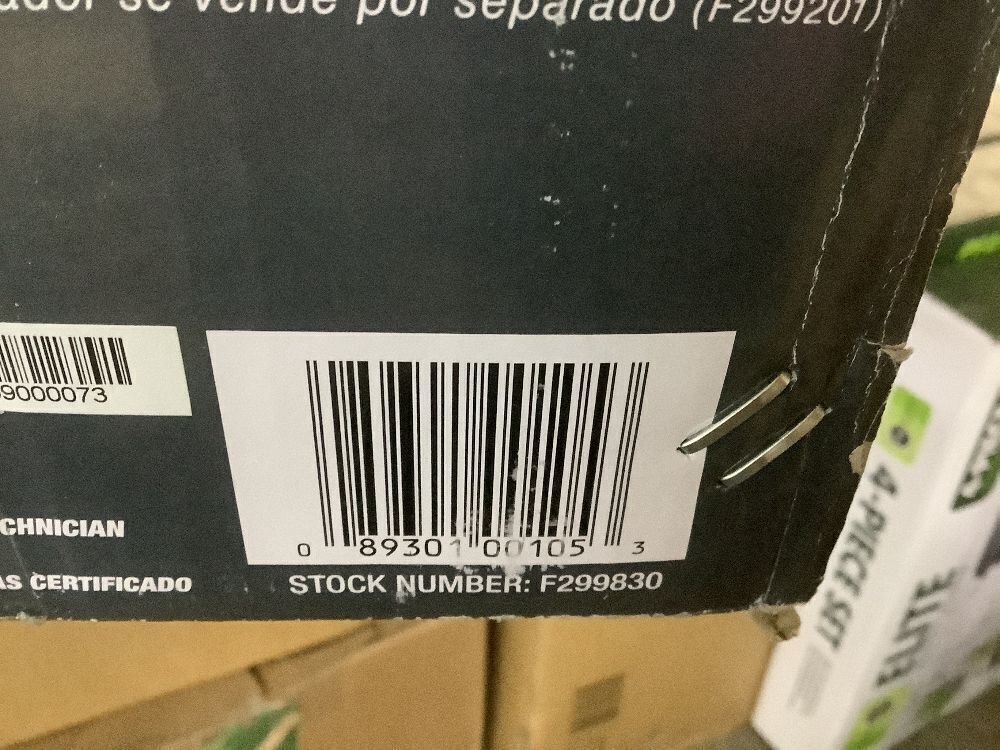 se vende por separado (F299201)
9000073
0 89301 00105 3
CHNICIAN
AS CERTIFICADO
STOCK NUMBER: F299830
4-PIECE SET
ELITE